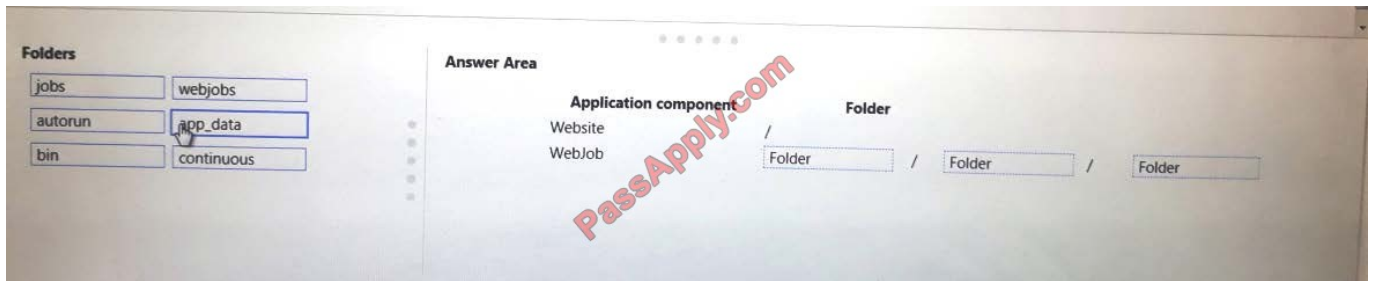 Folders
jobs
webjobs
autorun
app_data
bin
continuous
Answer Area
Application component
Folder
Website
/
WebJob
Folder / Folder / Folder
PassApply.com